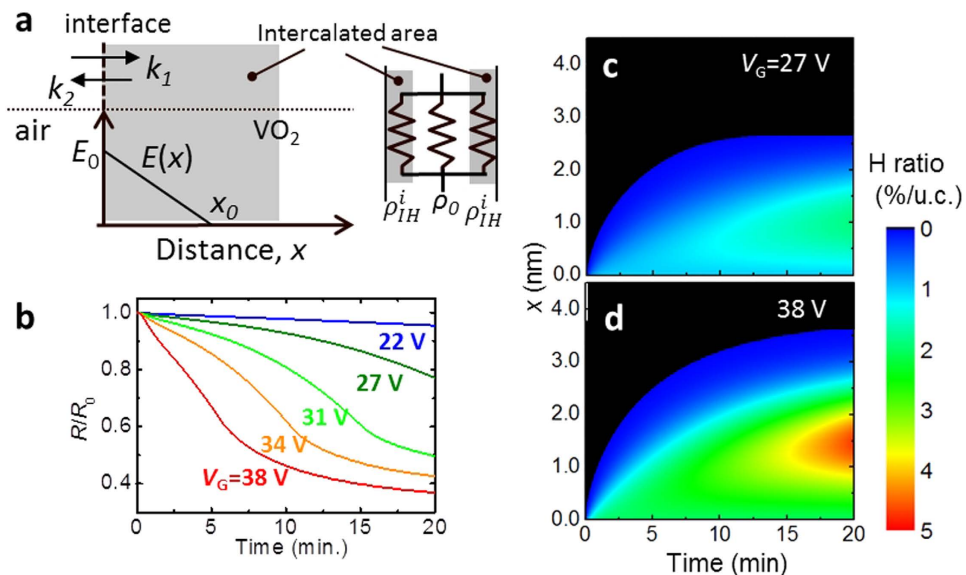 a
interface
Intercalated area
k1
k2
air
VO2
E0
E(x)
x0
Distance, x
ρ^i_IH ρ0 ρ^i_IH
b
1.0
0.8
0.6
0.4
R/R0
22 V
27 V
31 V
34 V
VG=38 V
0 5 10 15 20
Time (min.)
c
VG=27 V
4.0
3.0
2.0
1.0
0.0
x (nm)
d
38 V
4.0
3.0
2.0
1.0
0.0
0 5 10 15 20
Time (min)
H ratio
(%/u.c.)
0
1
2
3
4
5